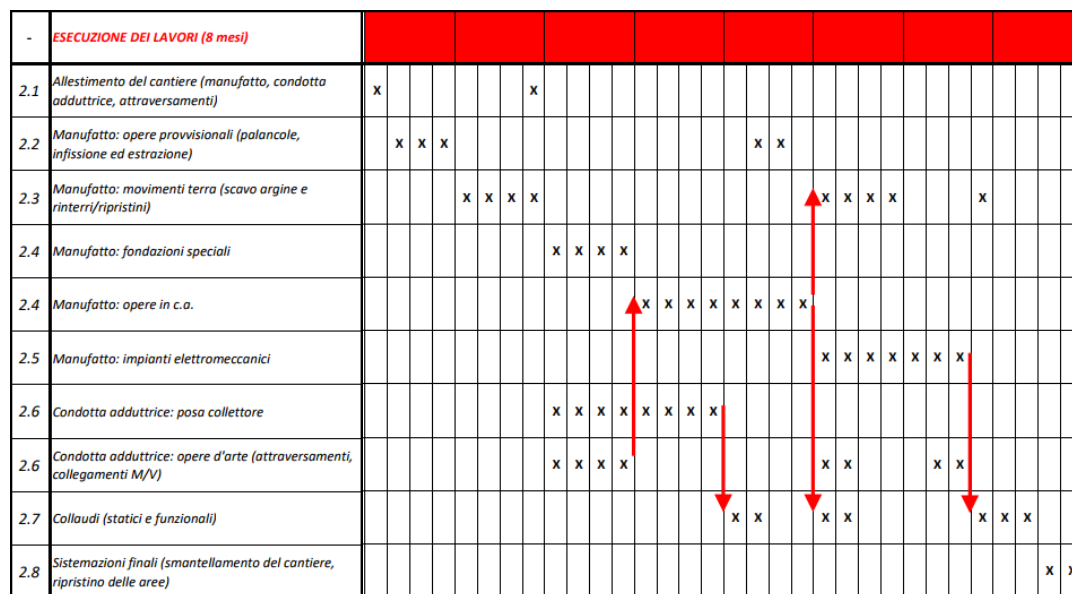 - ESECUZIONE DEI LAVORI (8 mesi)
2.1 Allestimento del cantiere (manufatto, condotta
adduttrice, attraversamenti) x x
2.2 Manufatto: opere provvisionali (palancole,
infissione ed estrazione) x x x x x
2.3 Manufatto: movimenti terra (scavo argine e
rinterri/ripristini) x x x x x x x x x
2.4 Manufatto: fondazioni speciali x x x x
2.4 Manufatto: opere in c.a. x x x x x x x x
2.5 Manufatto: impianti elettromeccanici x x x x x x x
2.6 Condotta adduttrice: posa collettore x x x x x x x x
2.6 Condotta adduttrice: opere d'arte (attraversamenti,
collegamenti M/V) x x x x x x x x
2.7 Collaudi (statici e funzionali) x x x x x x x
2.8 Sistemazioni finali (smantellamento del cantiere,
ripristino delle aree) x x